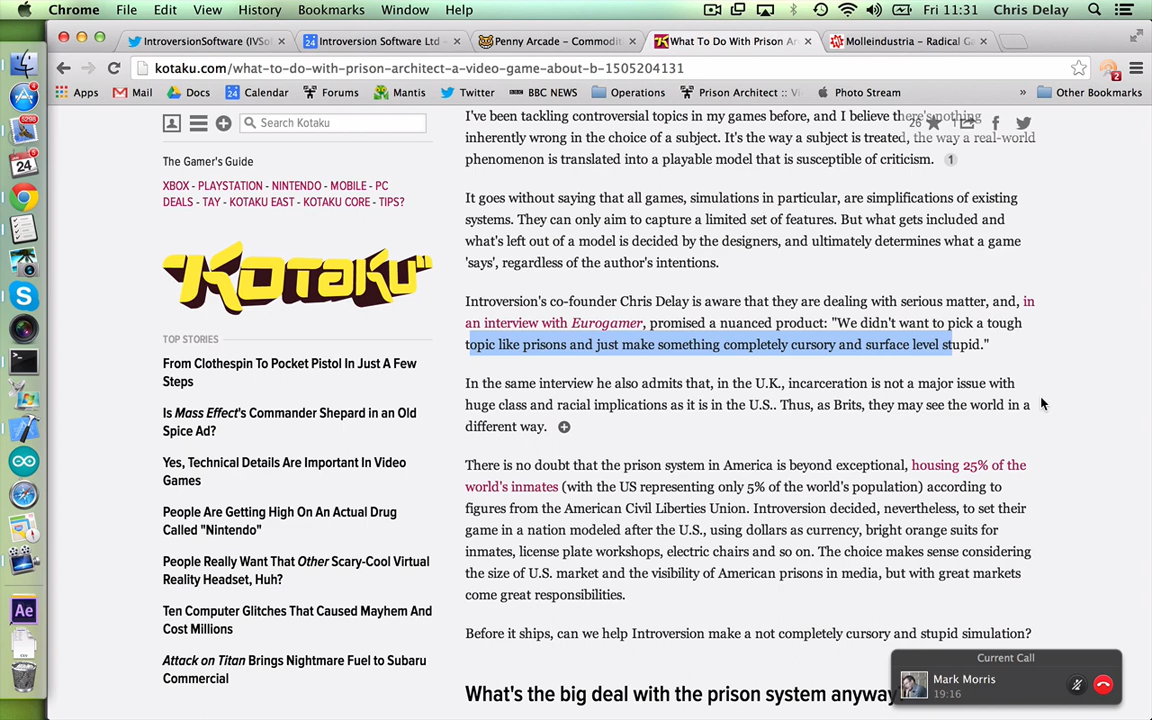 Chrome File Edit View History Bookmarks Window Help Fri 11:31 Chris Delay
IntroversionSoftware (IVSo × Introversion Software Ltd - × Penny Arcade – Commodit × What To Do With Prison Ar × Molleindustria – Radical Ga ×
kotaku.com/what-to-do-with-prison-architect-a-video-game-about-b-1505204131
Apps Mail Docs Calendar Forums Mantis Twitter BBC NEWS Operations Prison Architect :: Vi Photo Stream » Other Bookmarks
Search Kotaku
The Gamer's Guide
XBOX - PLAYSTATION - NINTENDO - MOBILE - PC
DEALS - TAY - KOTAKU EAST - KOTAKU CORE - TIPS?
KOTAKU
TOP STORIES
From Clothespin To Pocket Pistol In Just A Few
Steps
Is Mass Effect's Commander Shepard in an Old
Spice Ad?
Yes, Technical Details Are Important In Video
Games
People Are Getting High On An Actual Drug
Called "Nintendo"
People Really Want That Other Scary-Cool Virtual
Reality Headset, Huh?
Ten Computer Glitches That Caused Mayhem And
Cost Millions
Attack on Titan Brings Nightmare Fuel to Subaru
Commercial
26
I've been tackling controversial topics in my games before, and I believe there's nothing
inherently wrong in the choice of a subject. It's the way a subject is treated, the way a real-world
phenomenon is translated into a playable model that is susceptible of criticism. 1
It goes without saying that all games, simulations in particular, are simplifications of existing
systems. They can only aim to capture a limited set of features. But what gets included and
what's left out of a model is decided by the designers, and ultimately determines what a game
'says', regardless of the author's intentions.
Introversion's co-founder Chris Delay is aware that they are dealing with serious matter, and, in
an interview with Eurogamer, promised a nuanced product: "We didn't want to pick a tough
topic like prisons and just make something completely cursory and surface level stupid."
In the same interview he also admits that, in the U.K., incarceration is not a major issue with
huge class and racial implications as it is in the U.S.. Thus, as Brits, they may see the world in a
different way.
There is no doubt that the prison system in America is beyond exceptional, housing 25% of the
world's inmates (with the US representing only 5% of the world's population) according to
figures from the American Civil Liberties Union. Introversion decided, nevertheless, to set their
game in a nation modeled after the U.S., using dollars as currency, bright orange suits for
inmates, license plate workshops, electric chairs and so on. The choice makes sense considering
the size of U.S. market and the visibility of American prisons in media, but with great markets
come great responsibilities.
Before it ships, can we help Introversion make a not completely cursory and stupid simulation?
What's the big deal with the prison system anyway
Current Call
Mark Morris
19:16